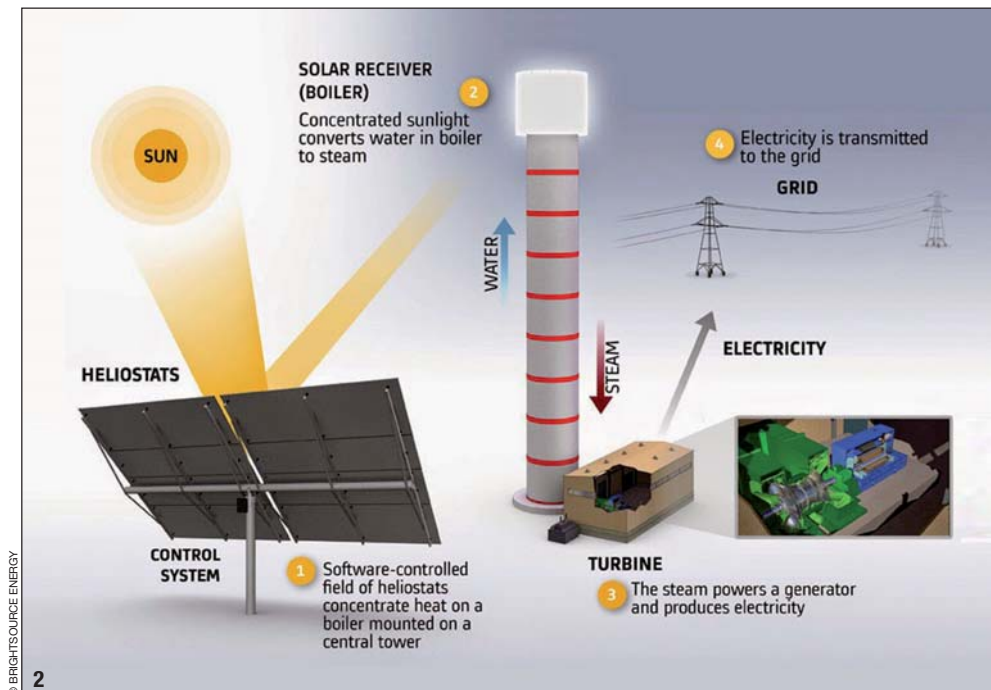 SUN
SOLAR RECEIVER
(BOILER)
2
Concentrated sunlight
converts water in boiler
to steam
4
Electricity is transmitted
to the grid
GRID
WATER
STEAM
ELECTRICITY
HELIOSTATS
CONTROL
SYSTEM
1
Software-controlled
field of heliostats
concentrate heat on a
boiler mounted on a
central tower
TURBINE
3
The steam powers a generator
and produces electricity
© BRIGHTSOURCE ENERGY
2